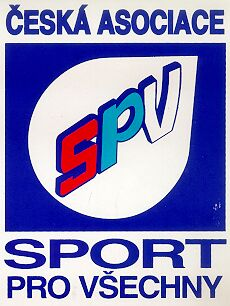 ČESKÁ ASOCIACE
SPV
SPORT
PRO VŠECHNY